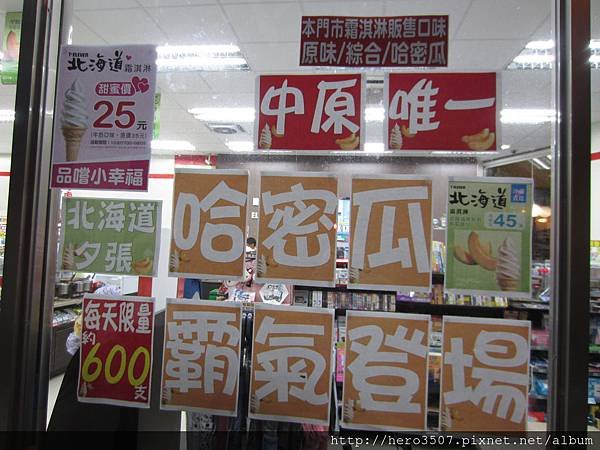 本門市霜淇淋販售口味
原味/綜合/哈密瓜
北海道 霜淇淋
甜蜜價
25元
品嚐小幸福
中原
唯一
北海道
夕張
哈密瓜
北海道
霜淇淋
45
每天限量
約
600支
霸氣登場
http://hero3507.pixnet.net/album